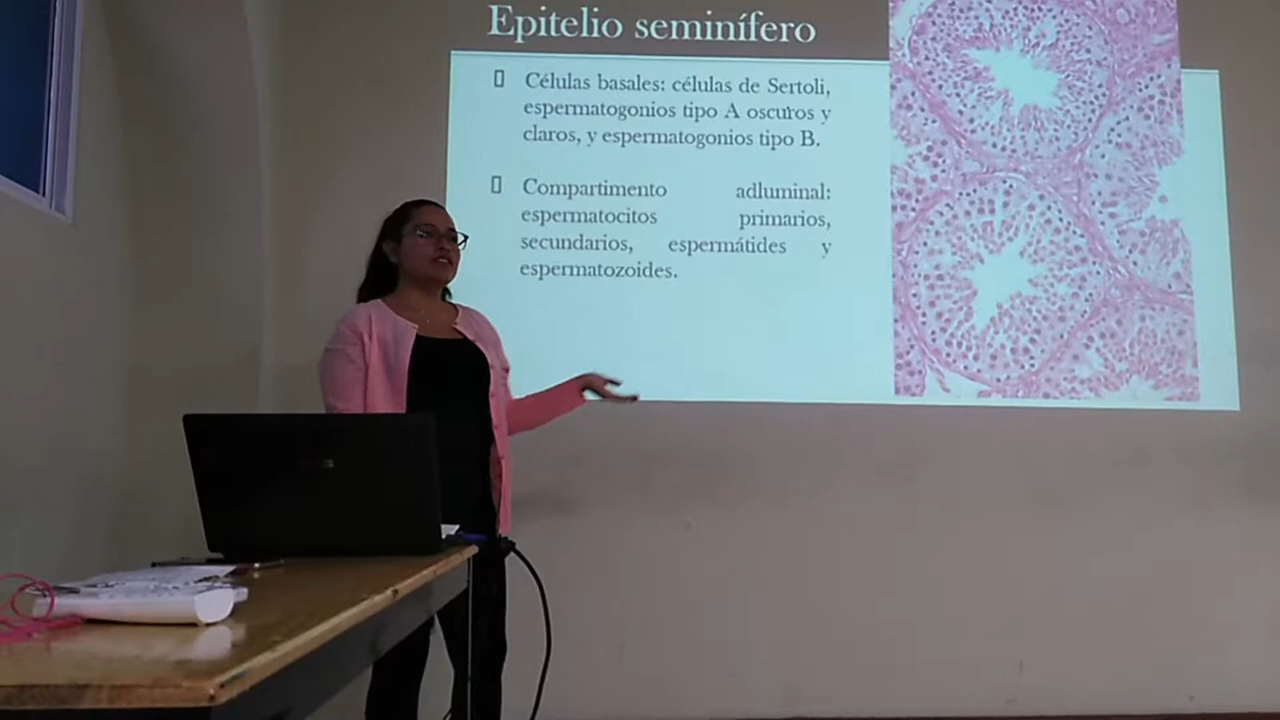 Epitelio seminífero
Células basales: células de Sertoli,
espermatogonios tipo A oscuros y
claros, y espermatogonios tipo B.
Compartimento adluminal:
espermatocitos primarios,
secundarios, espermátides y
espermatozoides.